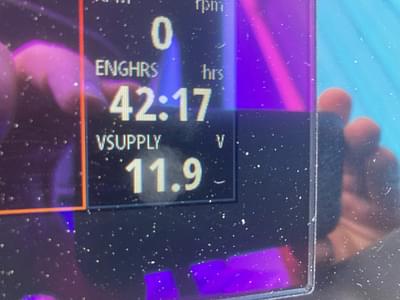 rpm
0
ENGHRS hrs
42:17
VSUPPLY V
11.9